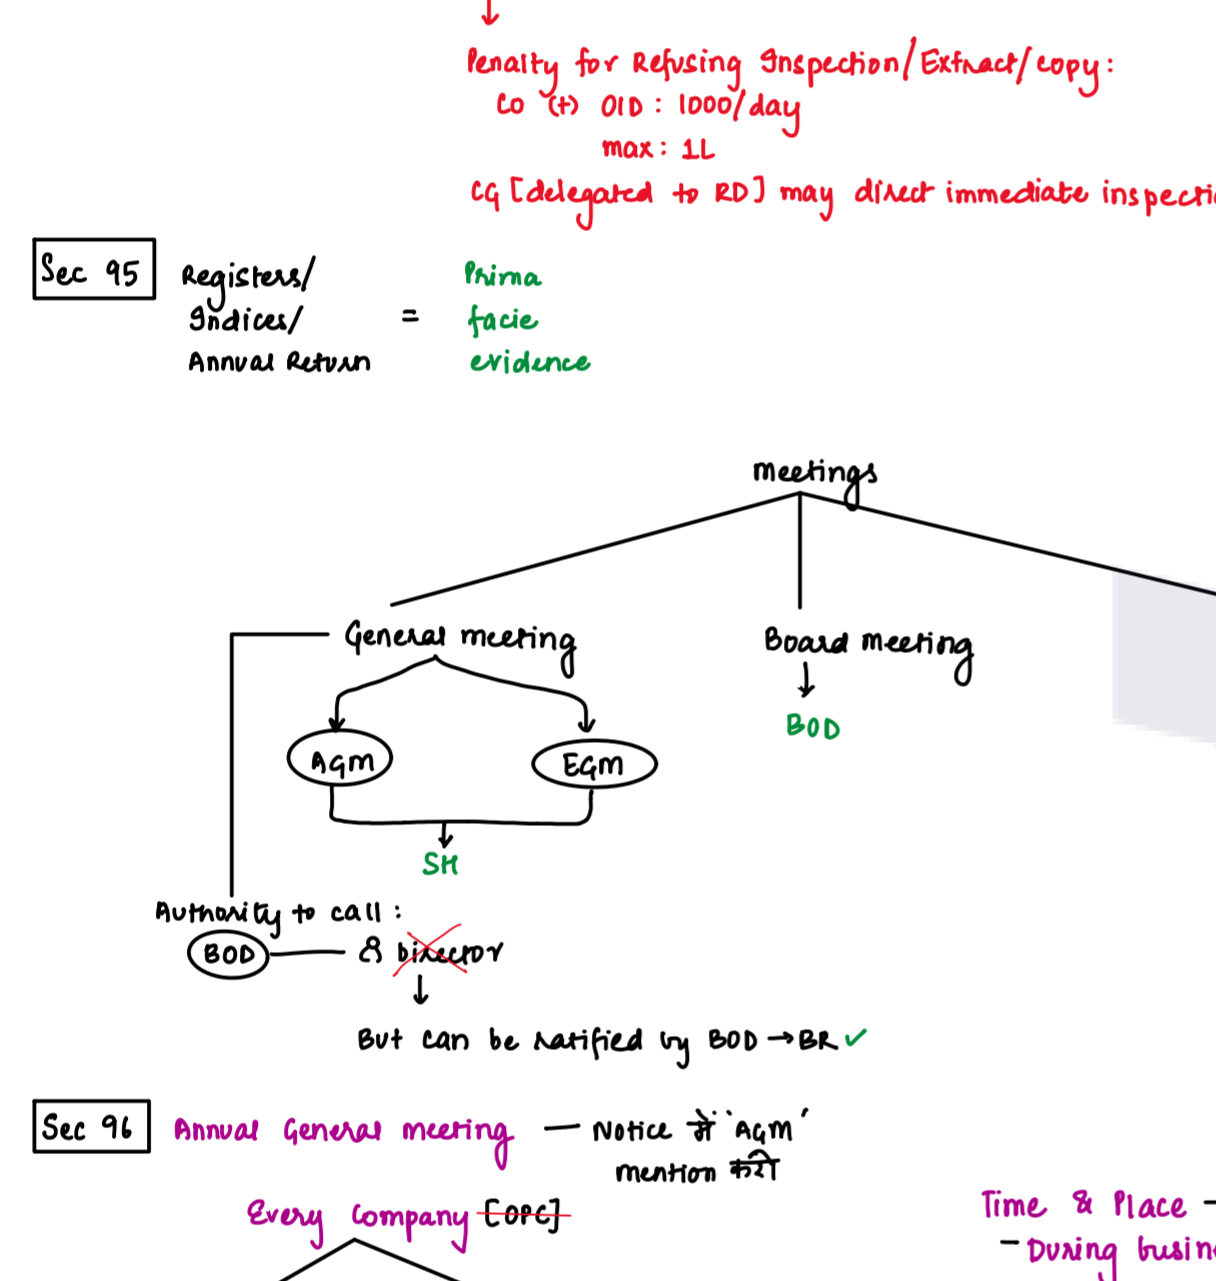 Penalty for Refusing Inspection/Extract/copy:
Co (+) OID : 1000/day
max : 1L
CG [delegated to RD] may direct immediate inspecti
Sec 95
Registers/
Indices/
Annual Return
=
Prima
facie
evidence
meetings
General meeting
Board meeting
BOD
AGM
EGM
SH
Authority to call :
BOD — & Director
But can be ratified by BOD → BR ✓
Sec 96
Annual General meeting — Notice में 'AGM'
mention करो
Every Company [OPC]
Time & Place -
- During busin